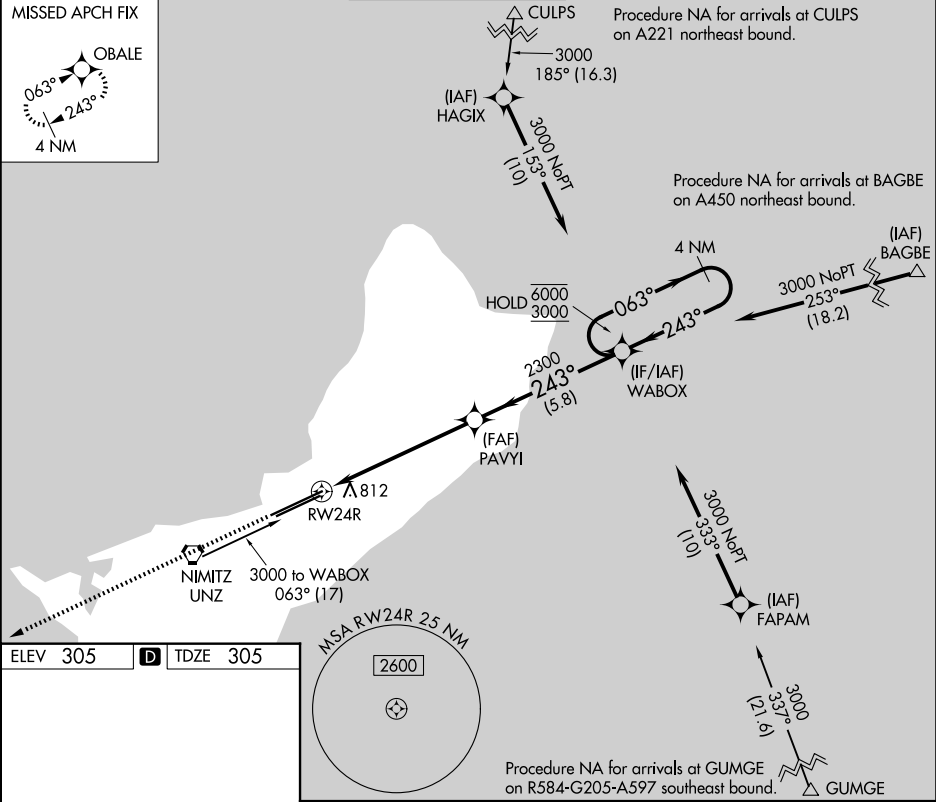 MISSED APCH FIX
OBALE
063°
243°
4 NM
CULPS
Procedure NA for arrivals at CULPS
on A221 northeast bound.
3000
185° (16.3)
(IAF)
HAGIX
3000 NoPT
153°
(10)
Procedure NA for arrivals at BAGBE
on A450 northeast bound.
(IAF)
BAGBE
4 NM
3000 NoPT
253°
(18.2)
HOLD
6000
3000
063°
243°
(IF/IAF)
WABOX
2300
243°
(5.8)
(FAF)
PAVYI
812
RW24R
NIMITZ
UNZ
3000 to WABOX
063° (17)
3000 NoPT
333°
(10)
(IAF)
FAPAM
ELEV 305
D
TDZE 305
MSA RW24R 25 NM
2600
3000
337°
(21.6)
Procedure NA for arrivals at GUMGE
on R584-G205-A597 southeast bound.
GUMGE